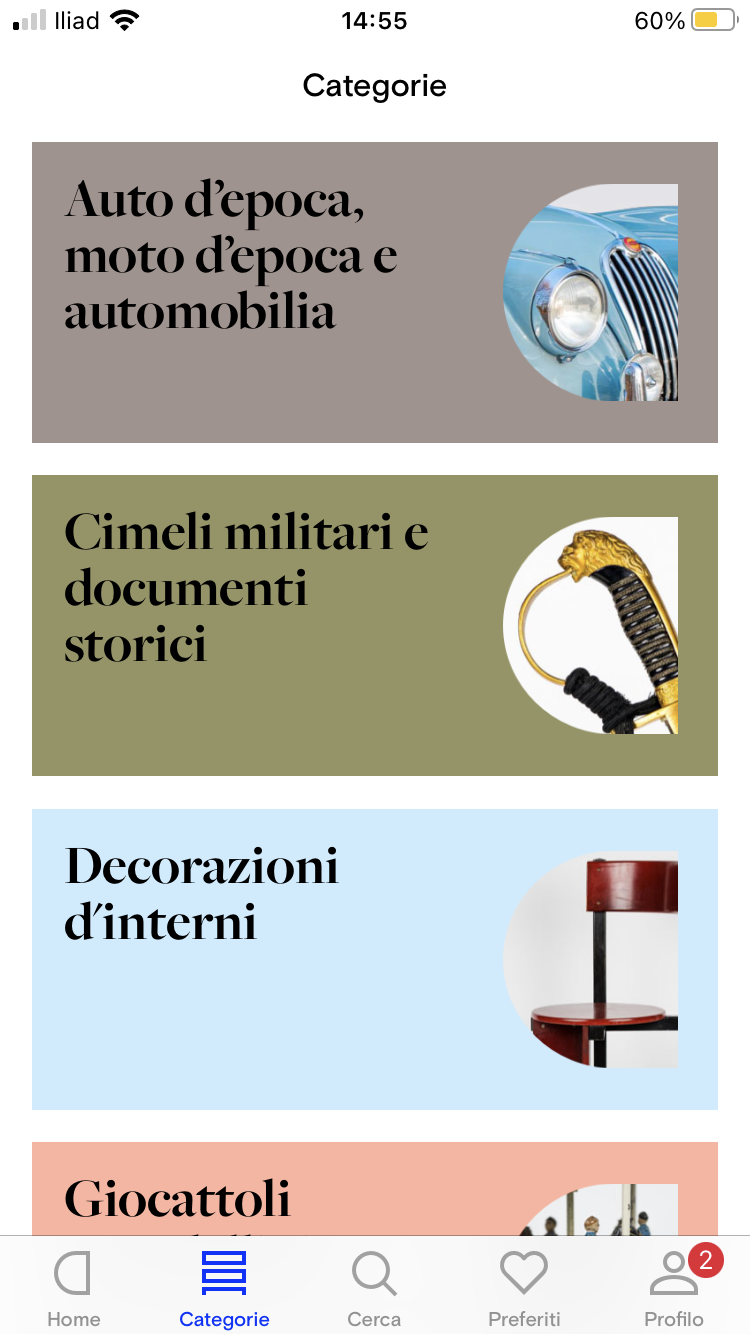 Iliad 14:55 60%
Categorie
Auto d’epoca,
moto d’epoca e
automobilia
Cimeli militari e
documenti
storici
Decorazioni
d'interni
Giocattoli
2
Home Categorie Cerca Preferiti Profilo